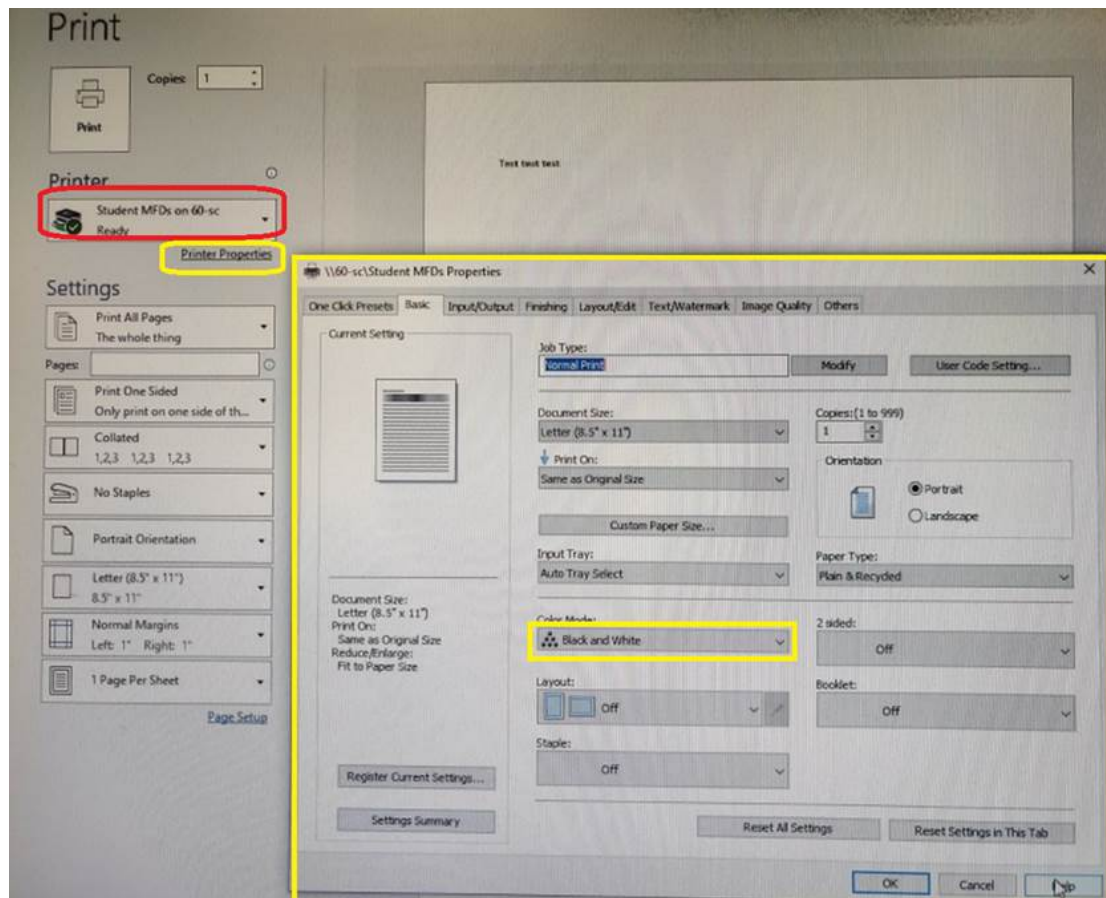 Print
Copies: 1
Print
Printer
Student MFDs on 60-sc
Ready
Printer Properties
Settings
Print All Pages
The whole thing
Pages:
Print One Sided
Only print on one side of th...
Collated
1,2,3 1,2,3 1,2,3
No Staples
Portrait Orientation
Letter (8.5" x 11")
8.5" x 11"
Normal Margins
Left: 1" Right: 1"
1 Page Per Sheet
Page Setup
Test test test
\\60-sc\Student MFDs Properties
One Click Presets Basic Input/Output Finishing Layout/Edit Text/Watermark Image Quality Others
Current Setting
Document Size:
Letter (8.5" x 11")
Print On:
Same as Original Size
Reduce/Enlarge:
Fit to Paper Size
Register Current Settings...
Settings Summary
Job Type:
Normal Print
Modify
User Code Setting...
Document Size:
Letter (8.5" x 11")
Print On:
Same as Original Size
Custom Paper Size...
Input Tray:
Auto Tray Select
Color Mode:
Black and White
Layout:
Off
Staple:
Off
Copies:(1 to 999)
1
Orientation
Portrait
Landscape
Paper Type:
Plain & Recycled
2 sided:
Off
Booklet:
Off
Reset All Settings
Reset Settings in This Tab
OK
Cancel
Help